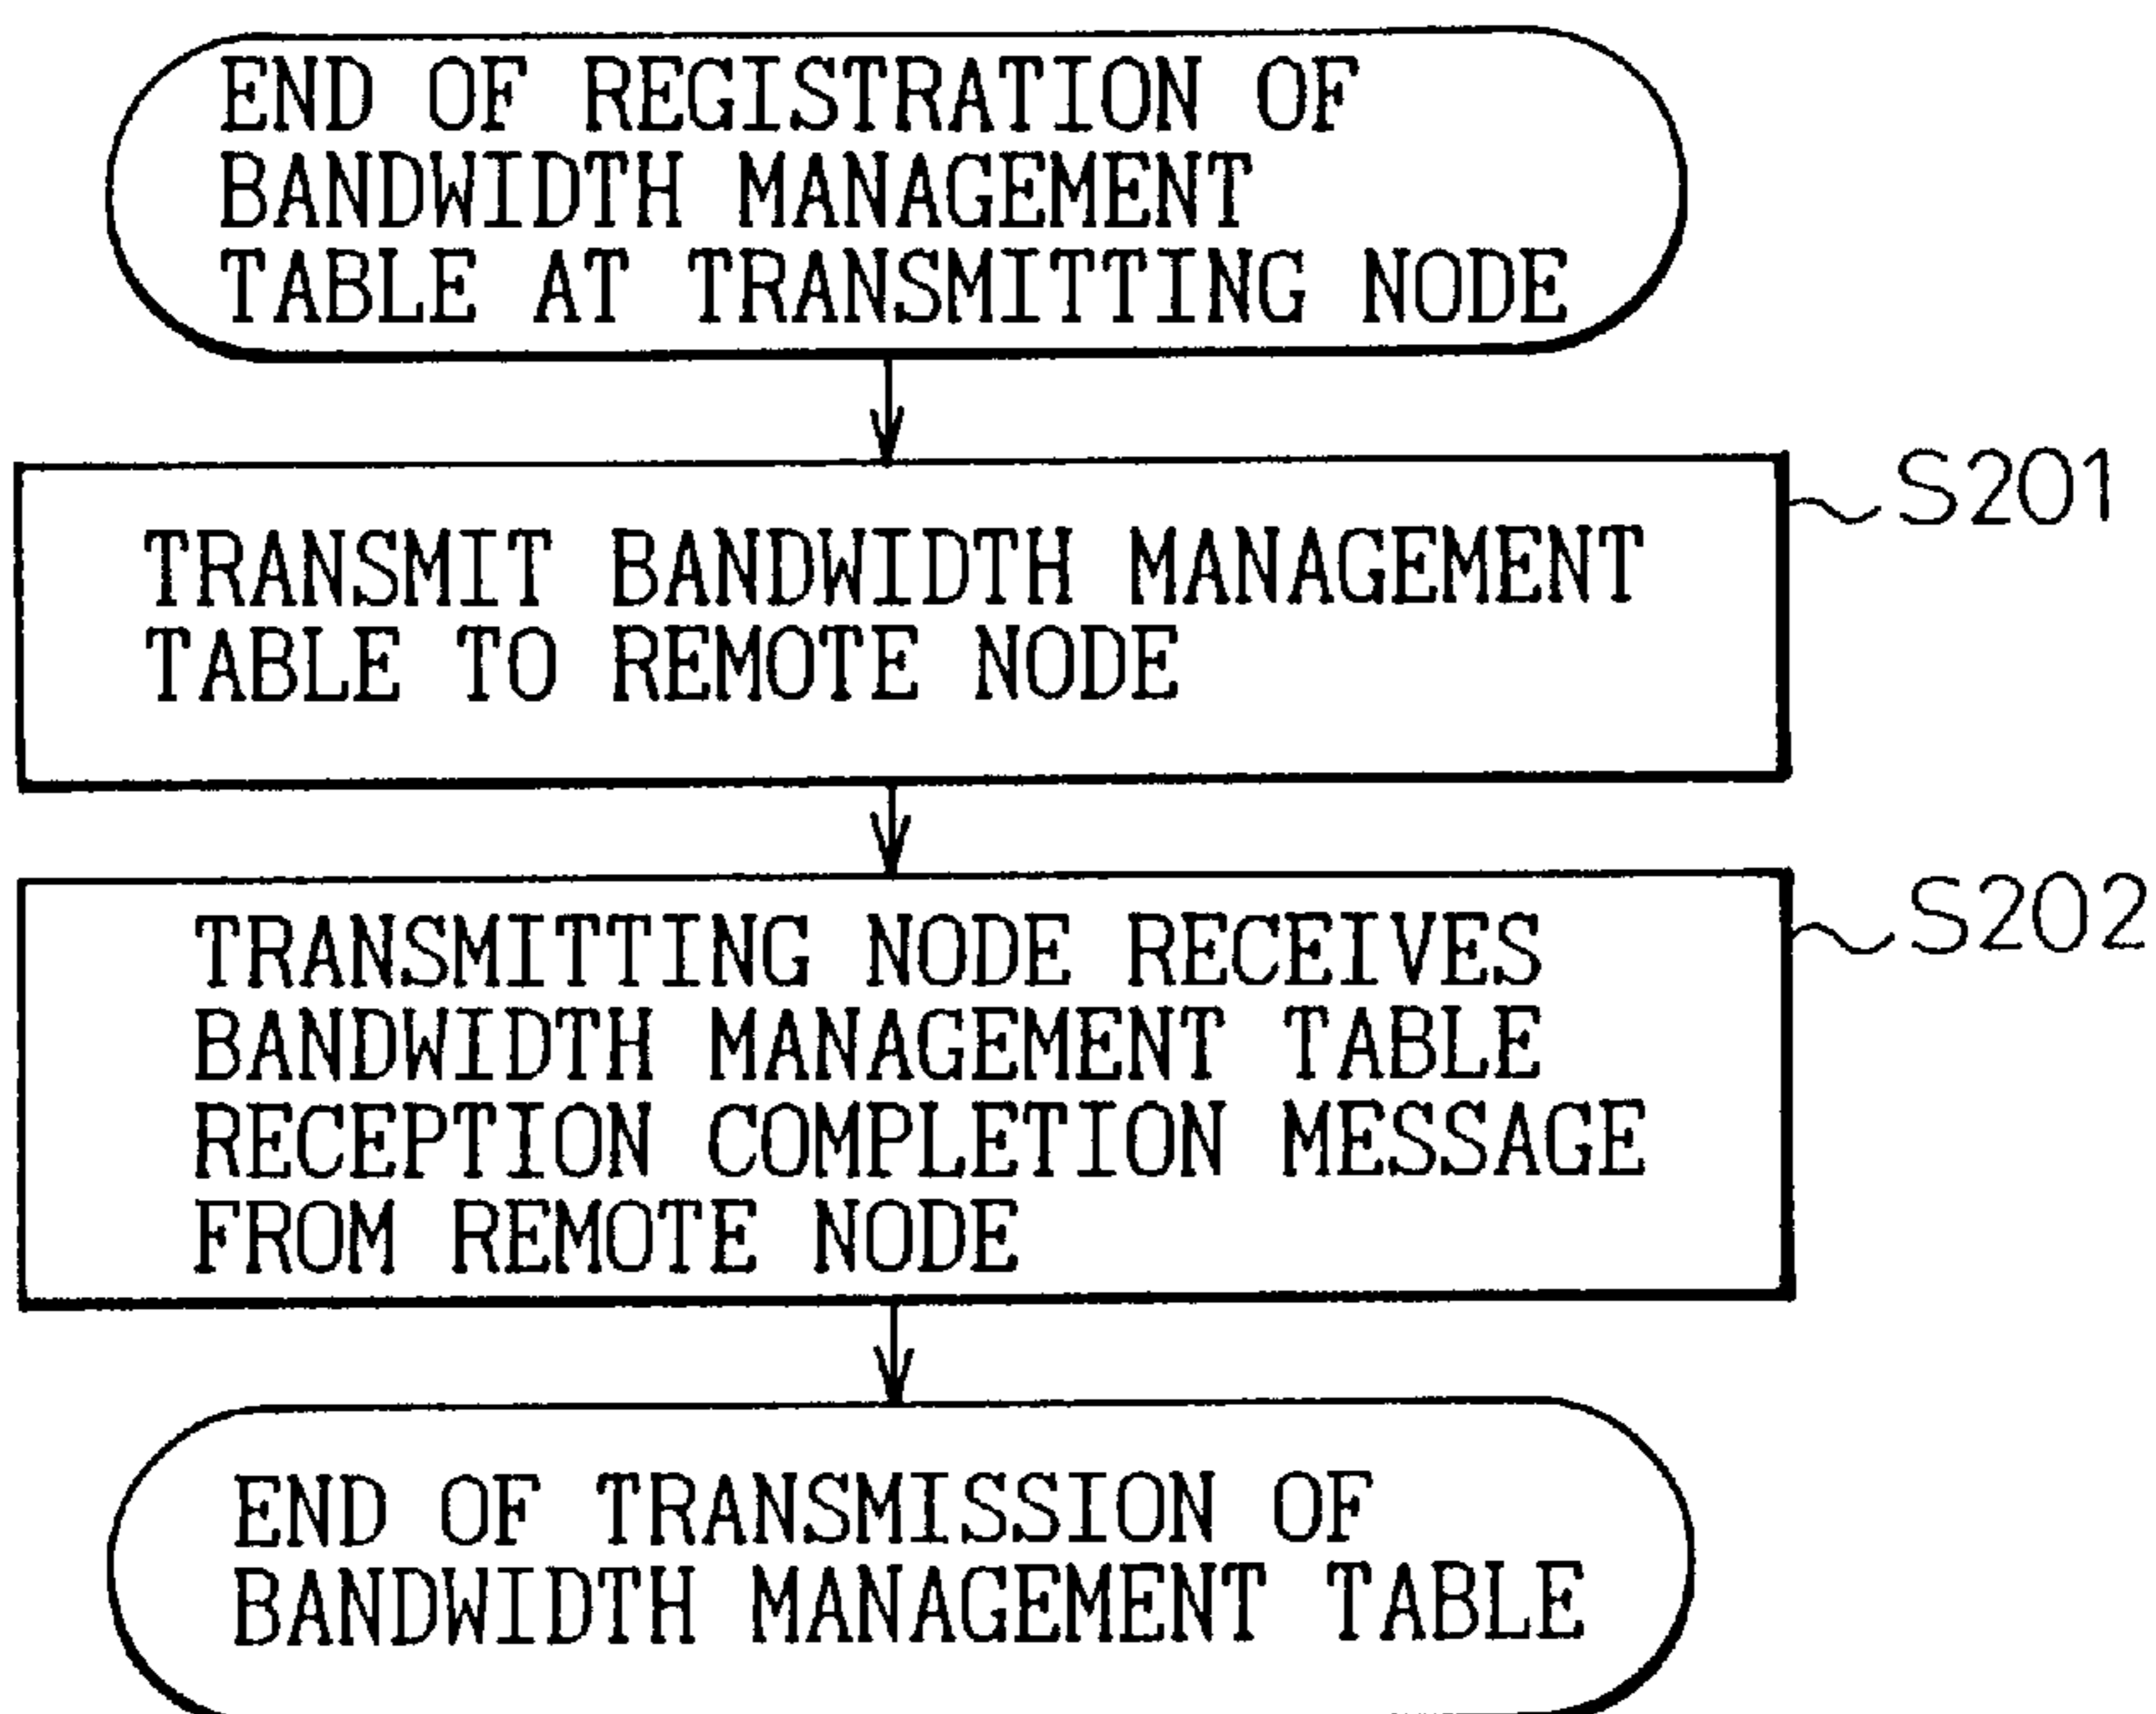 END OF REGISTRATION OF
BANDWIDTH MANAGEMENT
TABLE AT TRANSMITTING NODE
S201
TRANSMIT BANDWIDTH MANAGEMENT
TABLE TO REMOTE NODE
S202
TRANSMITTING NODE RECEIVES
BANDWIDTH MANAGEMENT TABLE
RECEPTION COMPLETION MESSAGE
FROM REMOTE NODE
END OF TRANSMISSION OF
BANDWIDTH MANAGEMENT TABLE